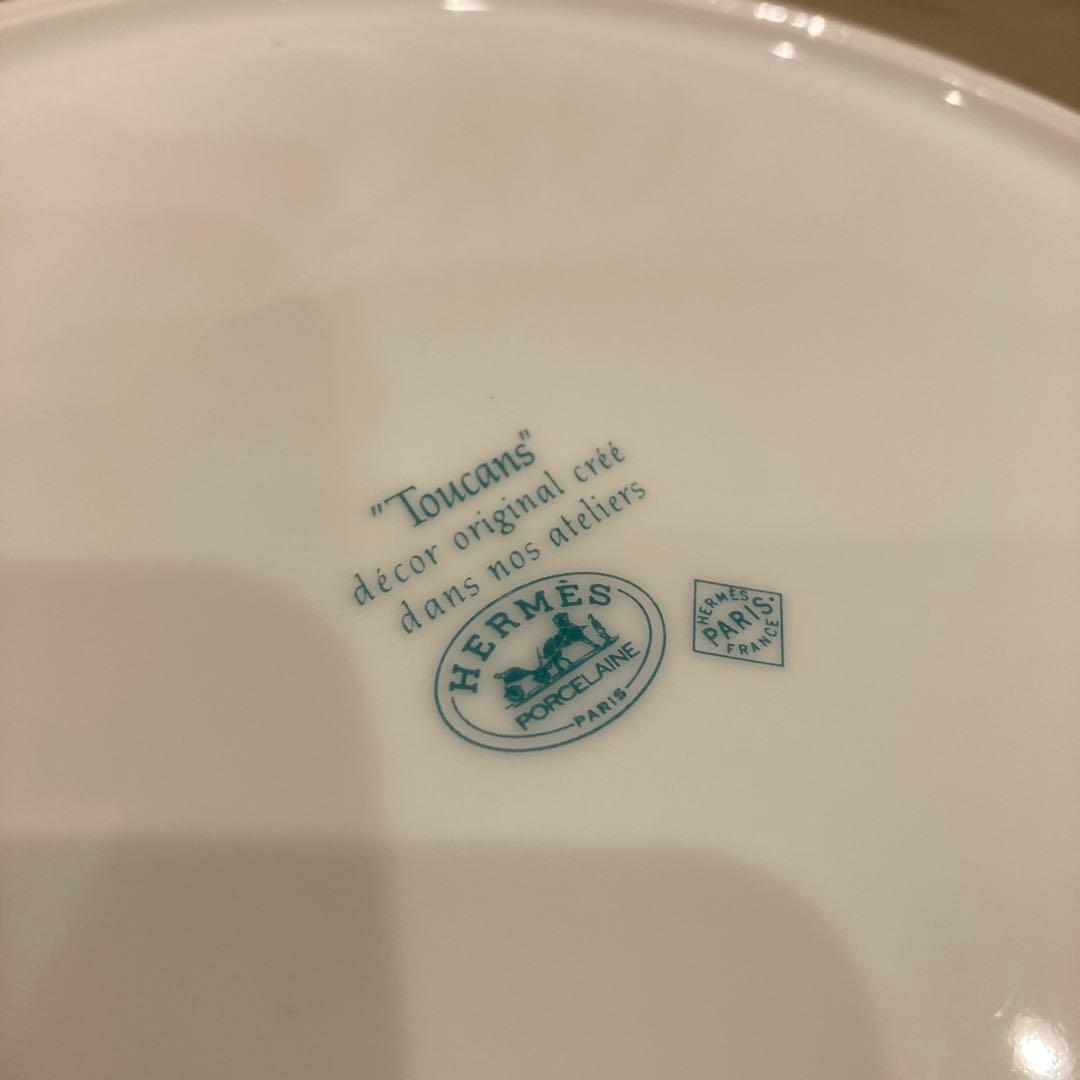 "Toucans"
décor original créé
dans nos ateliers
HERMÈS
PORCELAINE
PARIS
HERMÈS
PARIS
FRANCE